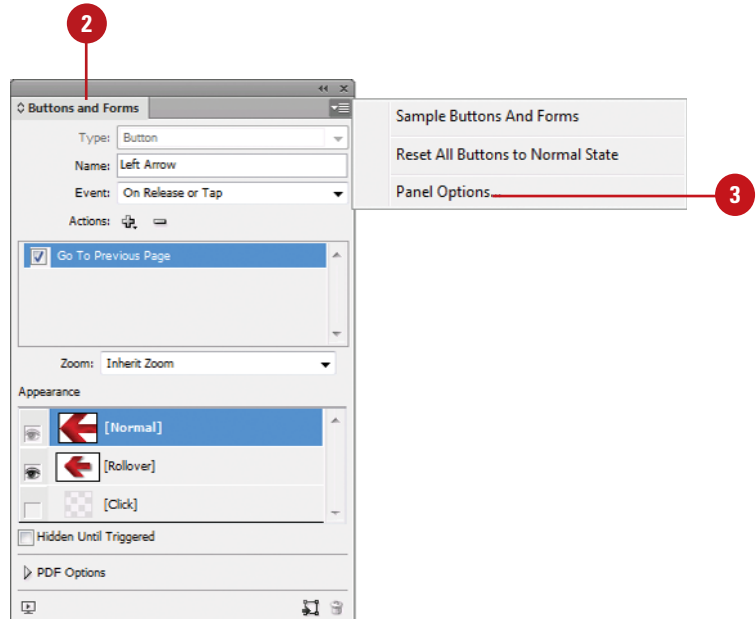 2
Buttons and Forms
Type: Button
Name: Left Arrow
Event: On Release or Tap
Actions:
Go To Previous Page
Zoom: Inherit Zoom
Appearance
[Normal]
[Rollover]
[Click]
Hidden Until Triggered
PDF Options
Sample Buttons And Forms
Reset All Buttons to Normal State
Panel Options...
3